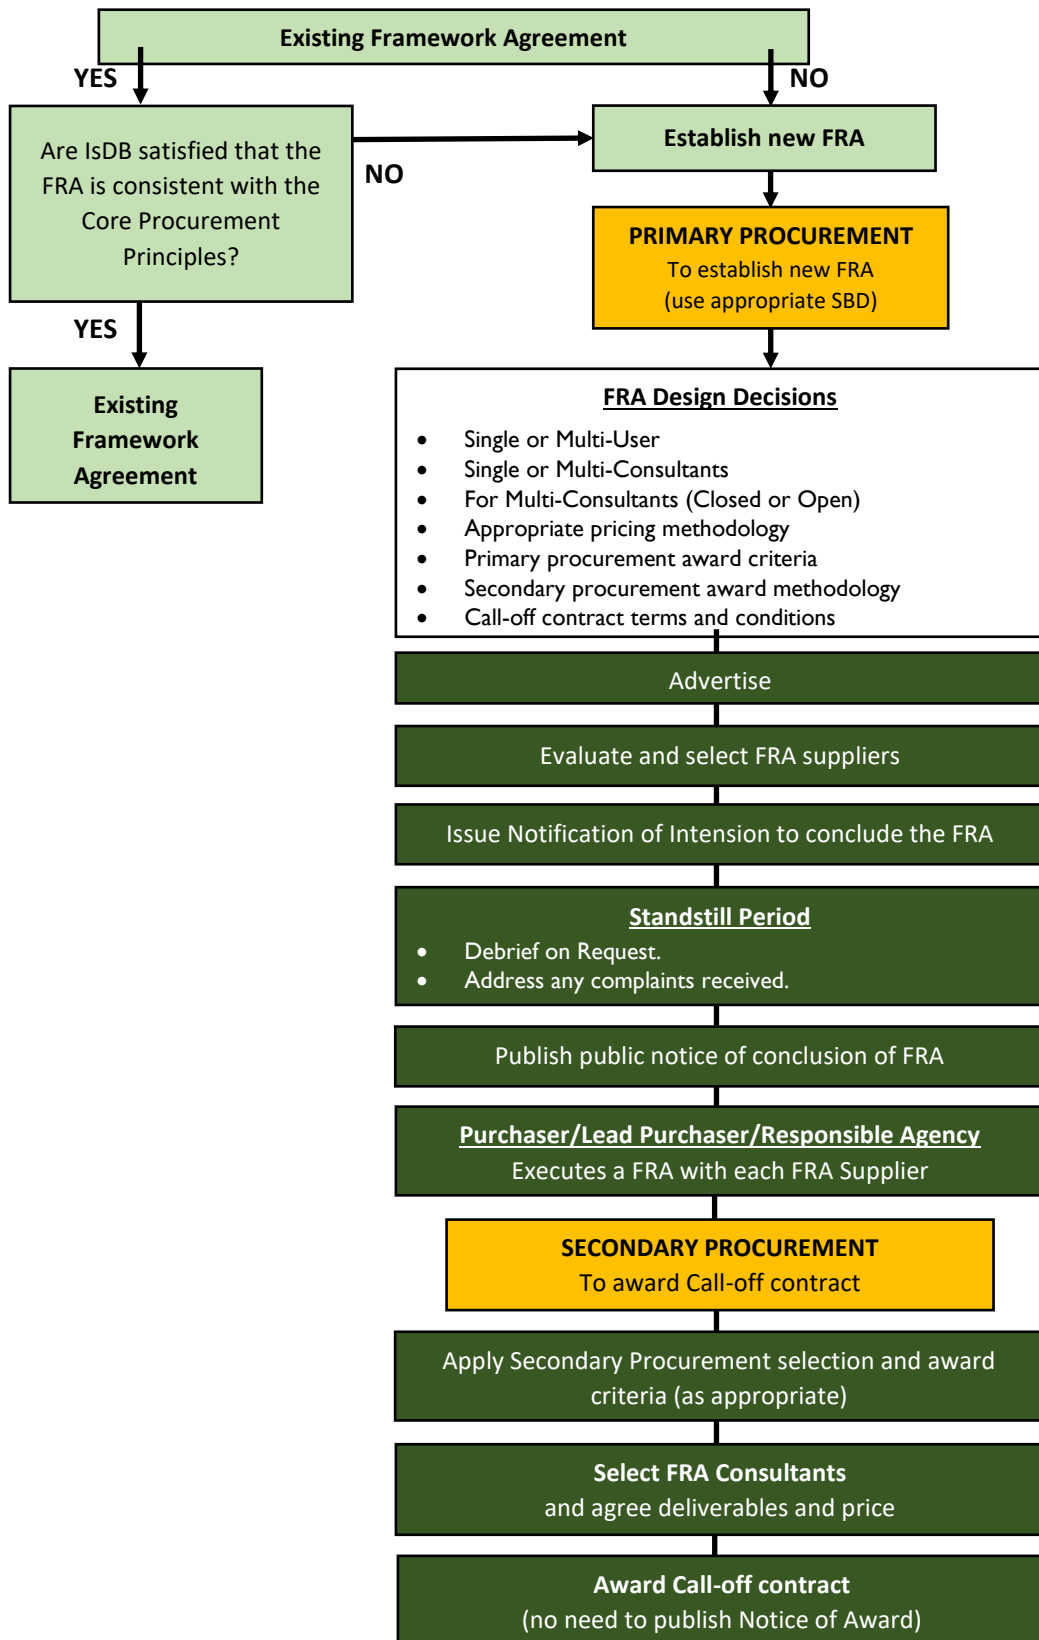 Existing Framework Agreement
YES
NO
Are IsDB satisfied that the
FRA is consistent with the
Core Procurement
Principles?
NO
Establish new FRA
PRIMARY PROCUREMENT
To establish new FRA
(use appropriate SBD)
YES
Existing
Framework
Agreement
FRA Design Decisions
• Single or Multi-User
• Single or Multi-Consultants
• For Multi-Consultants (Closed or Open)
• Appropriate pricing methodology
• Primary procurement award criteria
• Secondary procurement award methodology
• Call-off contract terms and conditions
Advertise
Evaluate and select FRA suppliers
Issue Notification of Intension to conclude the FRA
Standstill Period
• Debrief on Request.
• Address any complaints received.
Publish public notice of conclusion of FRA
Purchaser/Lead Purchaser/Responsible Agency
Executes a FRA with each FRA Supplier
SECONDARY PROCUREMENT
To award Call-off contract
Apply Secondary Procurement selection and award
criteria (as appropriate)
Select FRA Consultants
and agree deliverables and price
Award Call-off contract
(no need to publish Notice of Award)